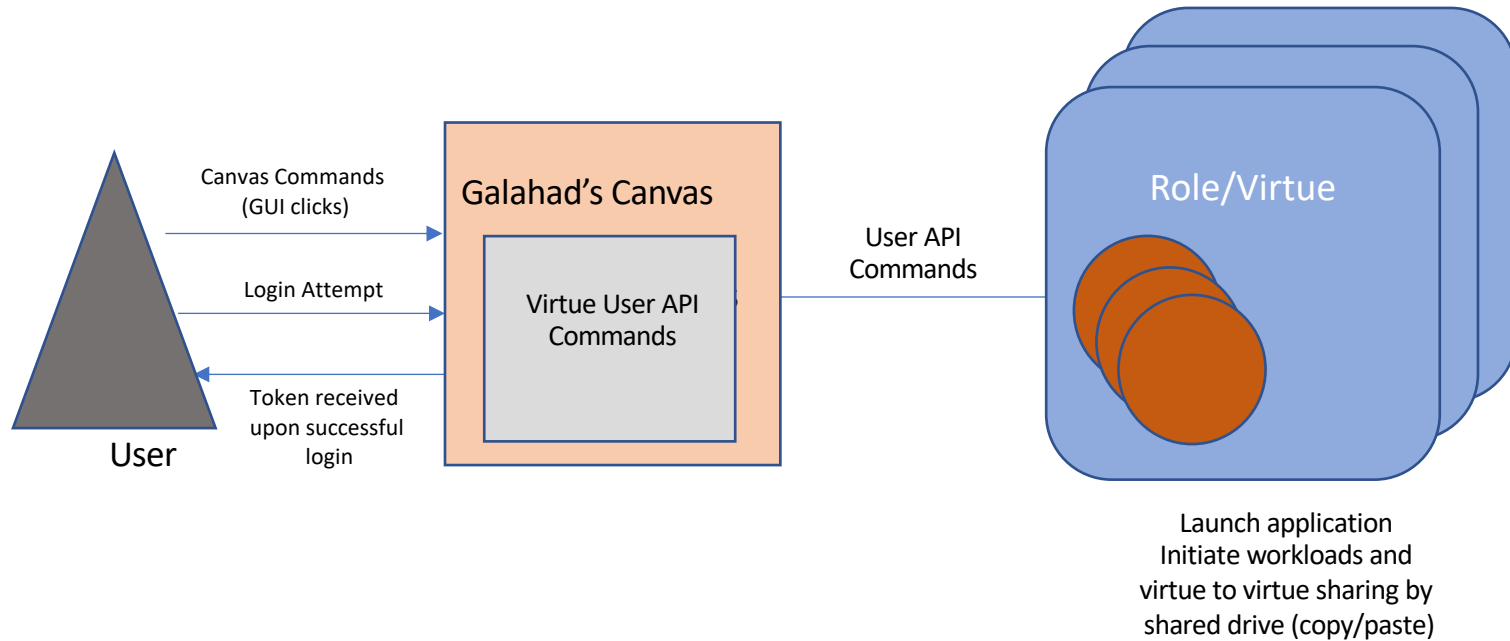 Canvas Commands
(GUI clicks)
Login Attempt
Token received
upon successful
login
User
Galahad’s Canvas
Virtue User API
Commands
User API
Commands
Role/Virtue
Launch application
Initiate workloads and
virtue to virtue sharing by
shared drive (copy/paste)